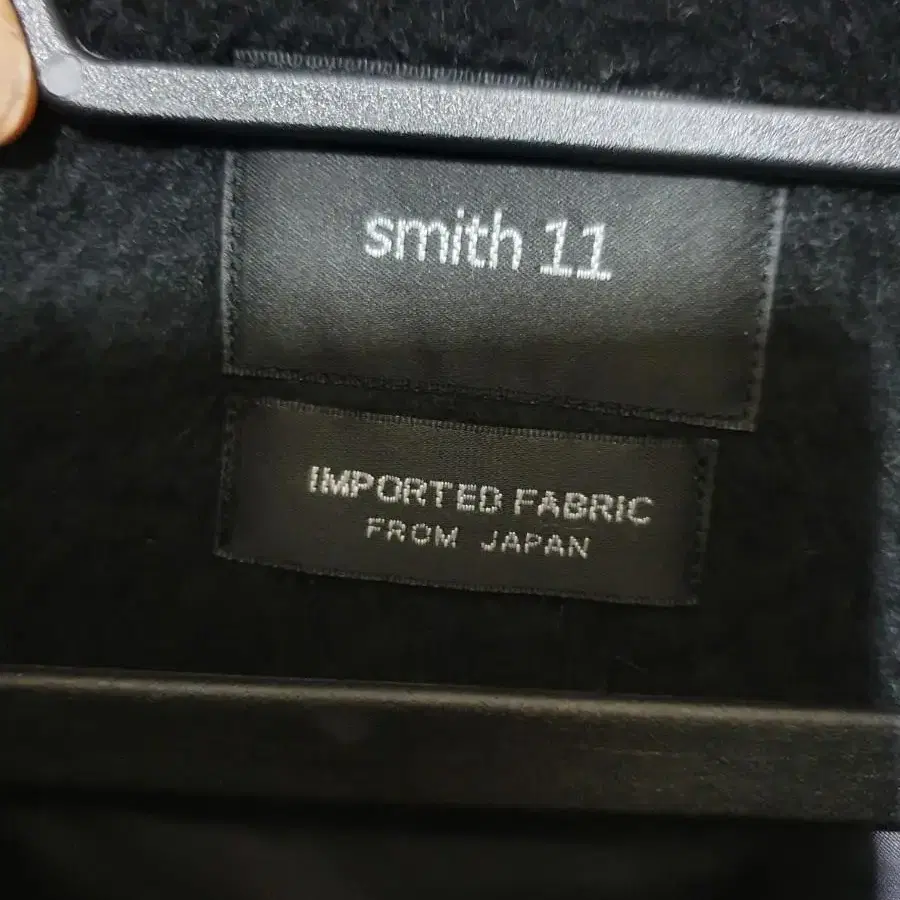 smith 11
IMPORTED FABRIC
FROM JAPAN